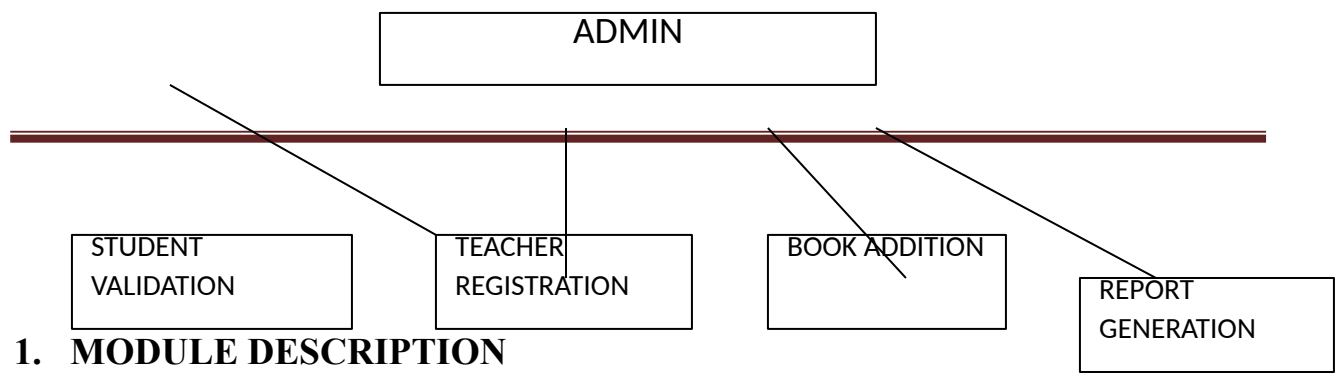 ADMIN
STUDENT
VALIDATION
TEACHER
REGISTRATION
BOOK ADDITION
REPORT
GENERATION
1. MODULE DESCRIPTION